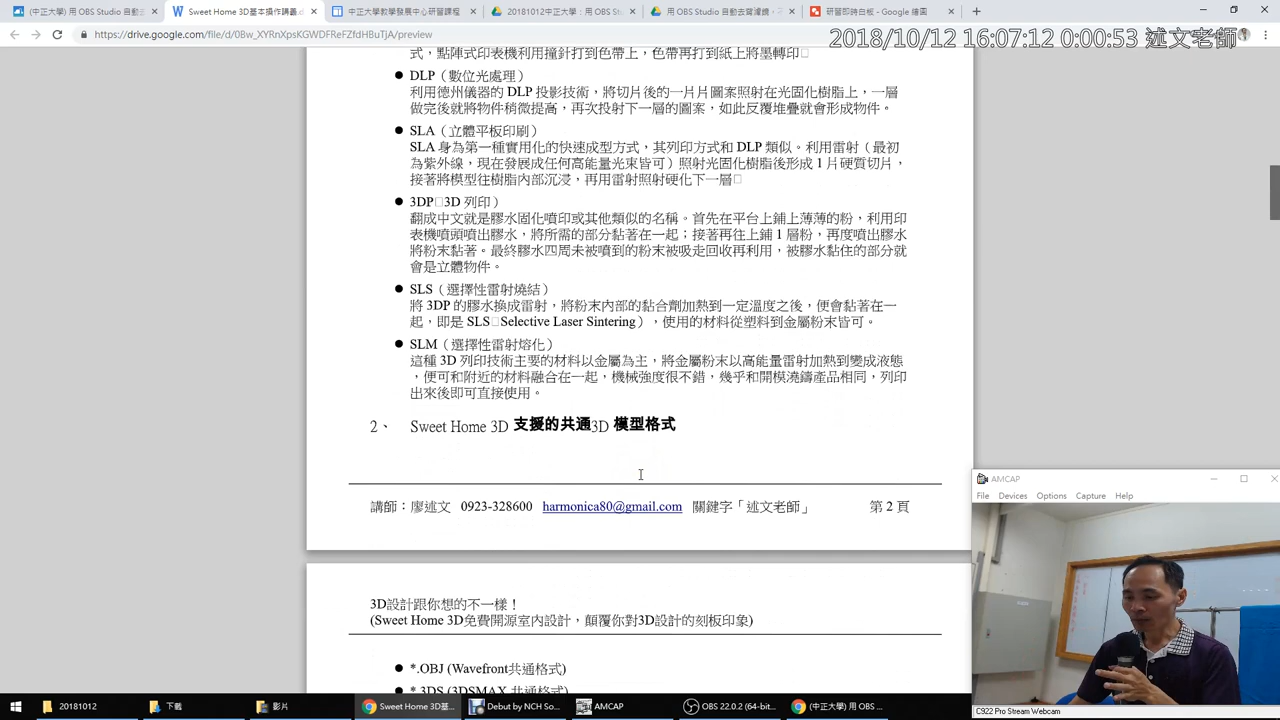 (中正大學) 用 OBS Studio 自動去
Sweet Home 3D基本操作講義.d
中正大學教學發展中心研習課程
20181012中正大學：用 OBS Stud
用 OBS Studio 自動去背濾鏡
研習即時白板 - Google 繪圖
https://drive.google.com/file/d/0Bw_XYRnXpsKGWDFReFZfdHBuTjA/preview
2018/10/12 16:07:12 0:00:53 述文老師
式，點陣式印表機利用撞針打到色帶上，色帶再打到紙上將墨轉印
● DLP（數位光處理）
利用德州儀器的 DLP 投影技術，將切片後的一片片圖案照射在光固化樹脂上，一層
做完後就將物件稍微提高，再次投射下一層的圖案，如此反覆堆疊就會形成物件。
● SLA（立體平板印刷）
SLA 身為第一種實用化的快速成型方式，其列印方式和 DLP 類似。利用雷射（最初
為紫外線，現在發展成任何高能量光束皆可）照射光固化樹脂後形成 1 片硬質切片，
接著將模型往樹脂內部沉浸，再用雷射照射硬化下一層
● 3DP□3D 列印）
翻成中文就是膠水固化噴印或其他類似的名稱。首先在平台上鋪上薄薄的粉，利用印
表機噴頭噴出膠水，將所需的部分黏著在一起；接著再往上鋪 1 層粉，再度噴出膠水
將粉末黏著。最終膠水四周未被噴到的粉末被吸走回收再利用，被膠水黏住的部分就
會是立體物件。
● SLS（選擇性雷射燒結）
將 3DP 的膠水換成雷射，將粉末內部的黏合劑加熱到一定溫度之後，便會黏著在一
起，即是 SLS□Selective Laser Sintering），使用的材料從塑料到金屬粉末皆可。
● SLM（選擇性雷射熔化）
這種 3D 列印技術主要的材料以金屬為主，將金屬粉末以高能量雷射加熱到變成液態
，便可和附近的材料融合在一起，機械強度很不錯，幾乎和開模澆鑄產品相同，列印
出來後即可直接使用。
2、 Sweet Home 3D 支援的共通3D 模型格式
講師：廖述文 0923-328600 harmonica80@gmail.com 關鍵字「述文老師」 第 2 頁
3D設計跟你想的不一樣！
(Sweet Home 3D免費開源室內設計，顛覆你對3D設計的刻板印象)
● *.OBJ (Wavefront共通格式)
● *.3DS (3DSMAX 共通格式)
AMCAP
File Devices Options Capture Help
C922 Pro Stream Webcam
20181012
下載
影片
Sweet Home 3D基...
Debut by NCH So...
AMCAP
OBS 22.0.2 (64-bit...
(中正大學) 用 OBS ...